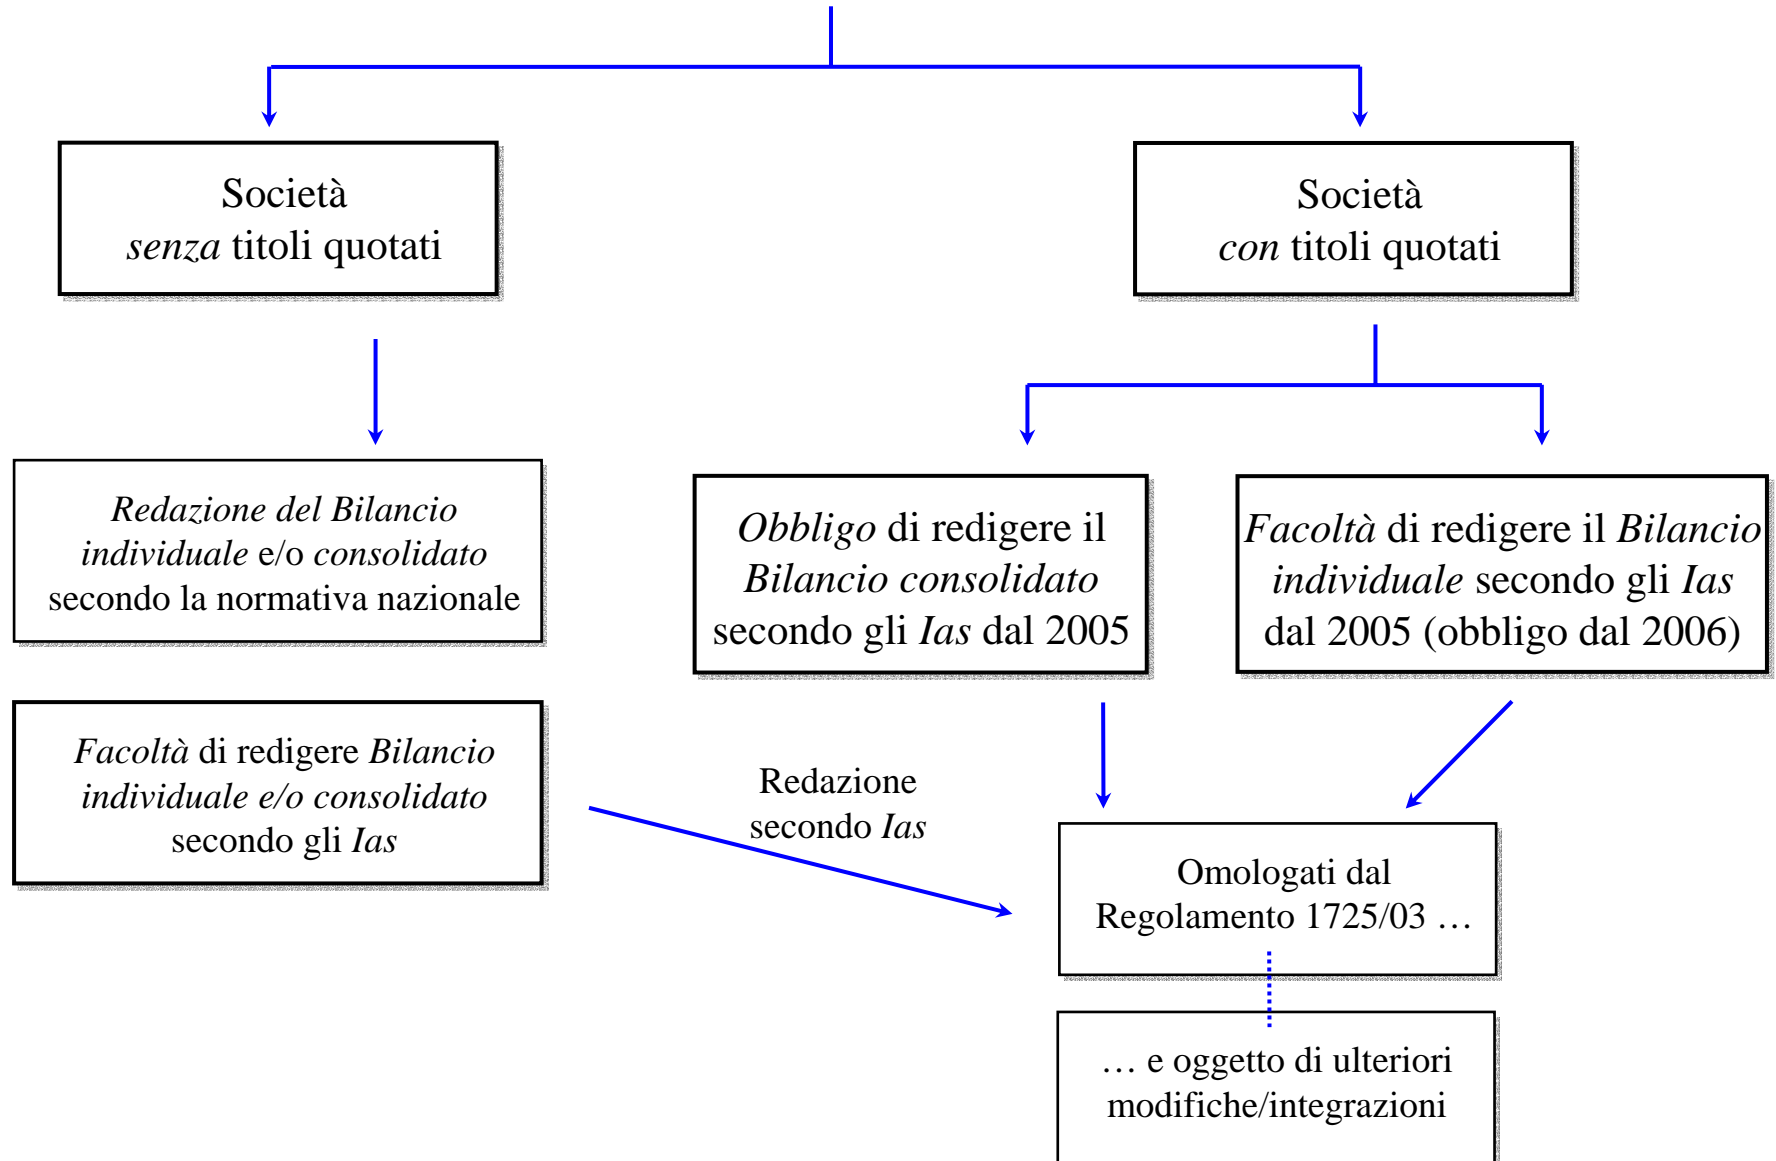 Società
senza titoli quotati
Società
con titoli quotati
Redazione del Bilancio
individuale e/o consolidato
secondo la normativa nazionale
Obbligo di redigere il
Bilancio consolidato
secondo gli Ias dal 2005
Facoltà di redigere il Bilancio
individuale secondo gli Ias
dal 2005 (obbligo dal 2006)
Facoltà di redigere Bilancio
individuale e/o consolidato
secondo gli Ias
Redazione
secondo Ias
Omologati dal
Regolamento 1725/03 …
… e oggetto di ulteriori
modifiche/integrazioni